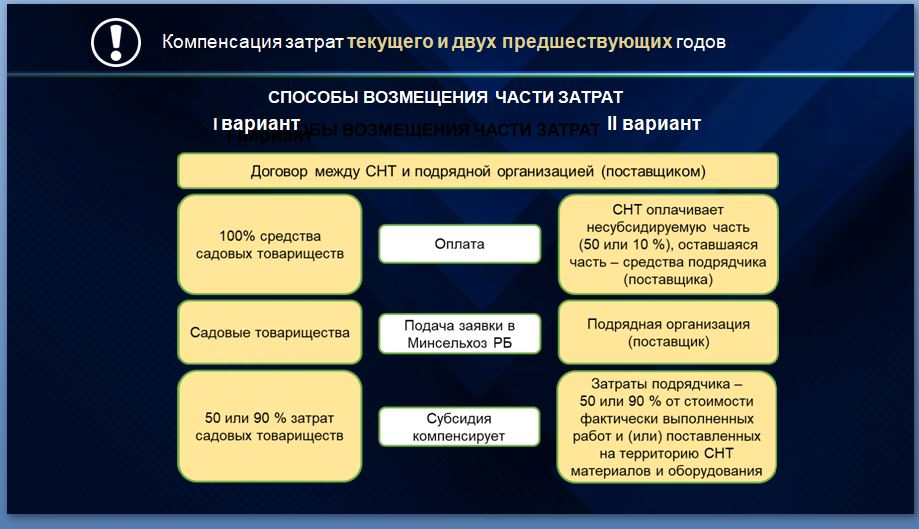 !
Компенсация затрат текущего и двух предшествующих годов
СПОСОБЫ ВОЗМЕЩЕНИЯ ЧАСТИ ЗАТРАТ
I вариант
СПОСОБЫ ВОЗМЕЩЕНИЯ ЧАСТИ ЗАТРАТ
I вариант
II вариант
Договор между СНТ и подрядной организацией (поставщиком)
100% средства
садовых товариществ
Оплата
СНТ оплачивает
несубсидируемую часть
(50 или 10 %), оставшаяся
часть – средства подрядчика
(поставщика)
Садовые товарищества
Подача заявки в
Минсельхоз РБ
Подрядная организация
(поставщик)
50 или 90 % затрат
садовых товариществ
Субсидия
компенсирует
Затраты подрядчика –
50 или 90 % от стоимости
фактически выполненных
работ и (или) поставленных
на территорию СНТ
материалов и оборудования